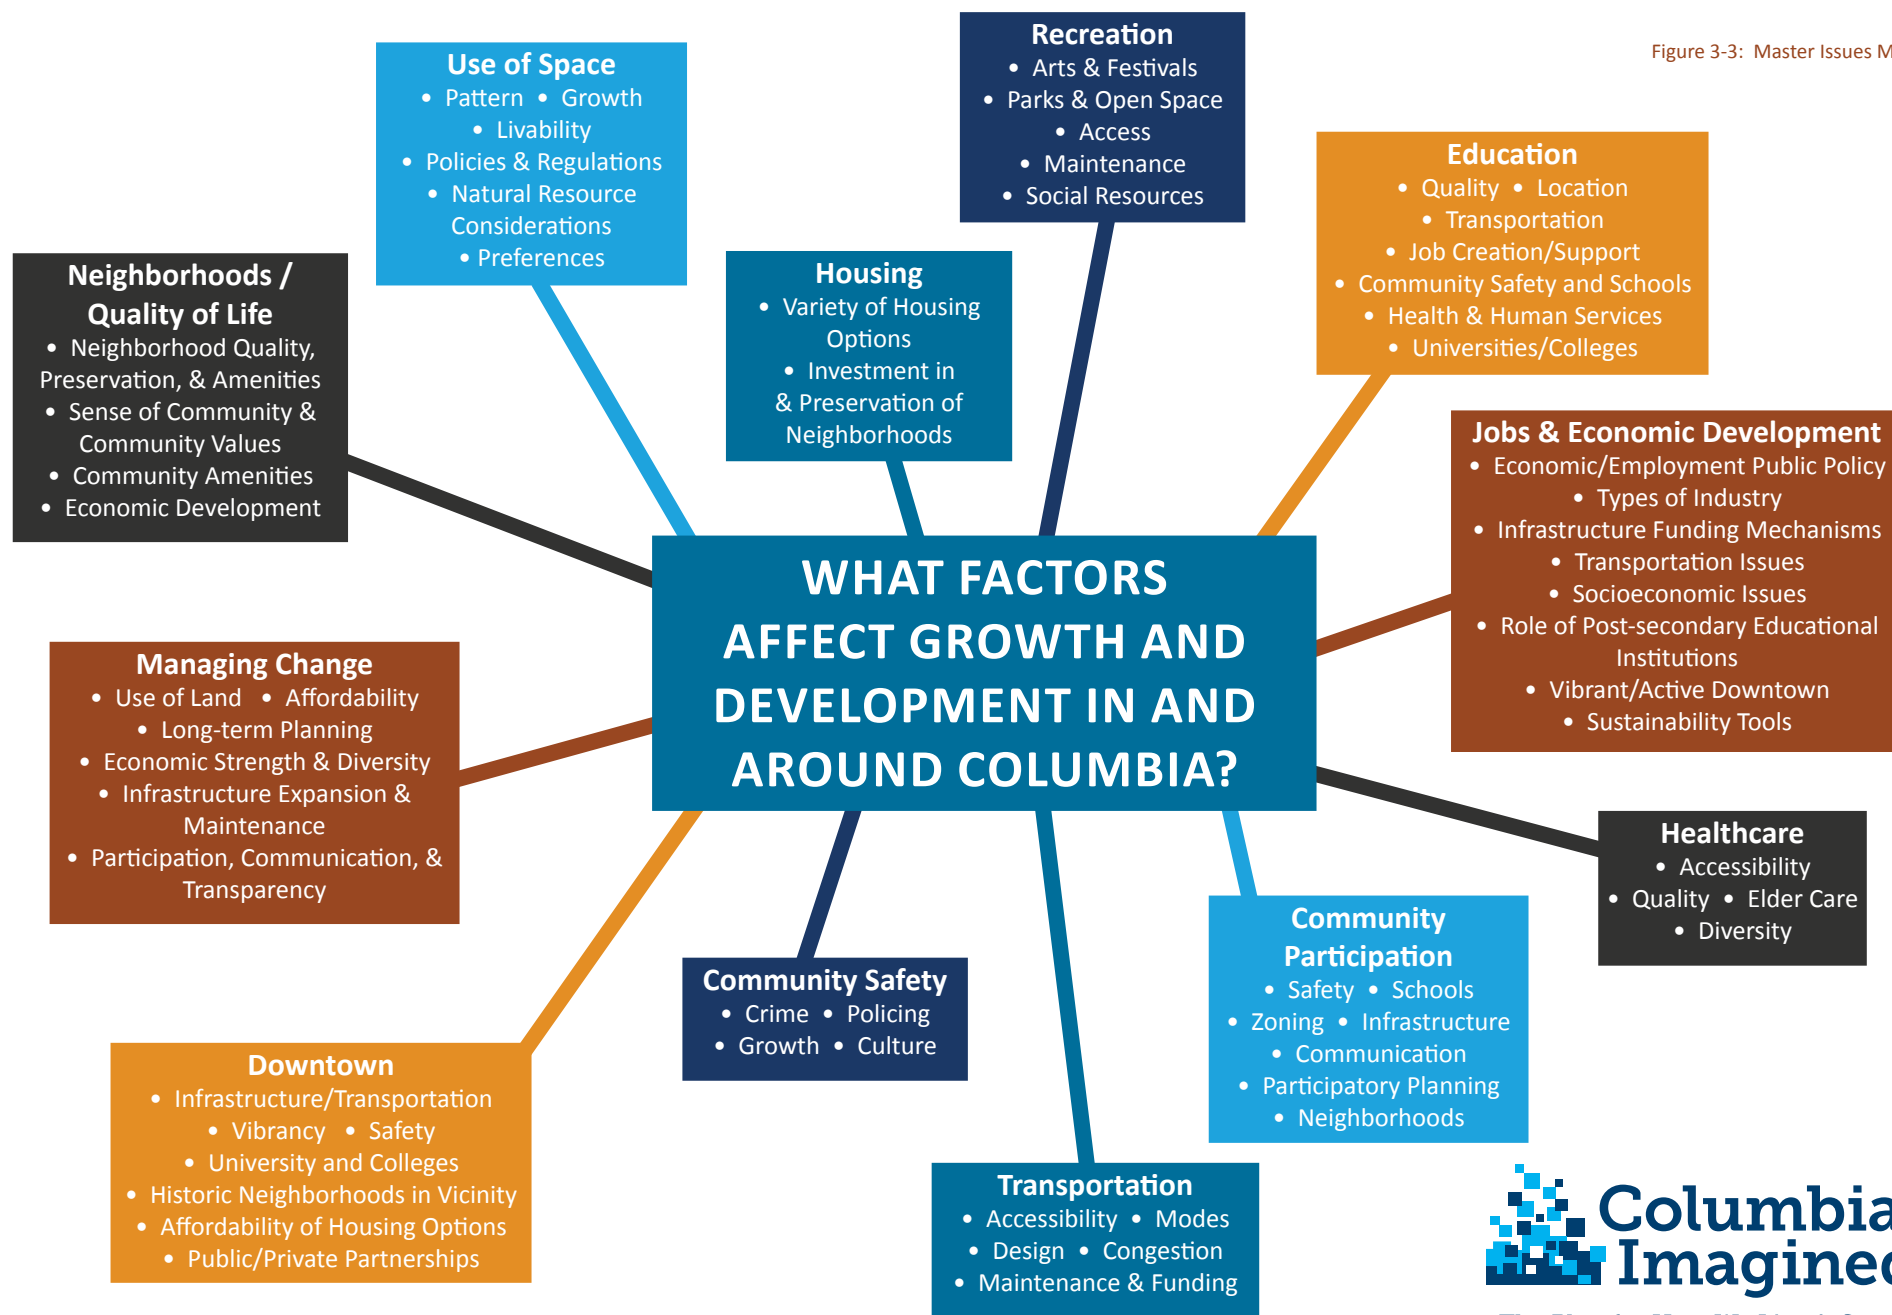 Figure 3-3: Master Issues M
Recreation
• Arts & Festivals
• Parks & Open Space
• Access
• Maintenance
• Social Resources
Use of Space
• Pattern • Growth
• Livability
• Policies & Regulations
• Natural Resource
Considerations
• Preferences
Education
• Quality • Location
• Transportation
• Job Creation/Support
• Community Safety and Schools
• Health & Human Services
• Universities/Colleges
Neighborhoods /
Quality of Life
• Neighborhood Quality,
Preservation, & Amenities
• Sense of Community &
Community Values
• Community Amenities
• Economic Development
Housing
• Variety of Housing
Options
• Investment in
& Preservation of
Neighborhoods
Jobs & Economic Development
• Economic/Employment Public Policy
• Types of Industry
• Infrastructure Funding Mechanisms
• Transportation Issues
• Socioeconomic Issues
• Role of Post-secondary Educational
Institutions
• Vibrant/Active Downtown
• Sustainability Tools
WHAT FACTORS
AFFECT GROWTH AND
DEVELOPMENT IN AND
AROUND COLUMBIA?
Managing Change
• Use of Land • Affordability
• Long-term Planning
• Economic Strength & Diversity
• Infrastructure Expansion &
Maintenance
• Participation, Communication, &
Transparency
Healthcare
• Accessibility
• Quality • Elder Care
• Diversity
Community
Participation
• Safety • Schools
• Zoning • Infrastructure
• Communication
• Participatory Planning
• Neighborhoods
Community Safety
• Crime • Policing
• Growth • Culture
Downtown
• Infrastructure/Transportation
• Vibrancy • Safety
• University and Colleges
• Historic Neighborhoods in Vicinity
• Affordability of Housing Options
• Public/Private Partnerships
Transportation
• Accessibility • Modes
• Design • Congestion
• Maintenance & Funding
Columbia
Imagined